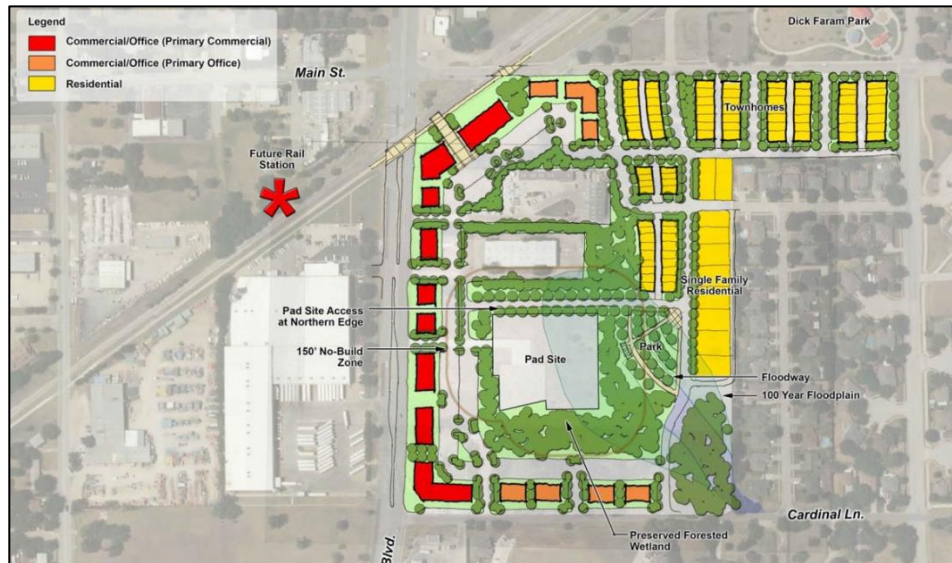 Legend
Commercial/Office (Primary Commercial)
Commercial/Office (Primary Office)
Residential
Dick Faram Park
Main St.
Townhomes
Future Rail
Station
Single Family
Residential
Pad Site Access
at Northern Edge
150' No-Build
Zone
Pad Site
Park
Floodway
100 Year Floodplain
Cardinal Ln.
Preserved Forested
Wetland
Blvd.